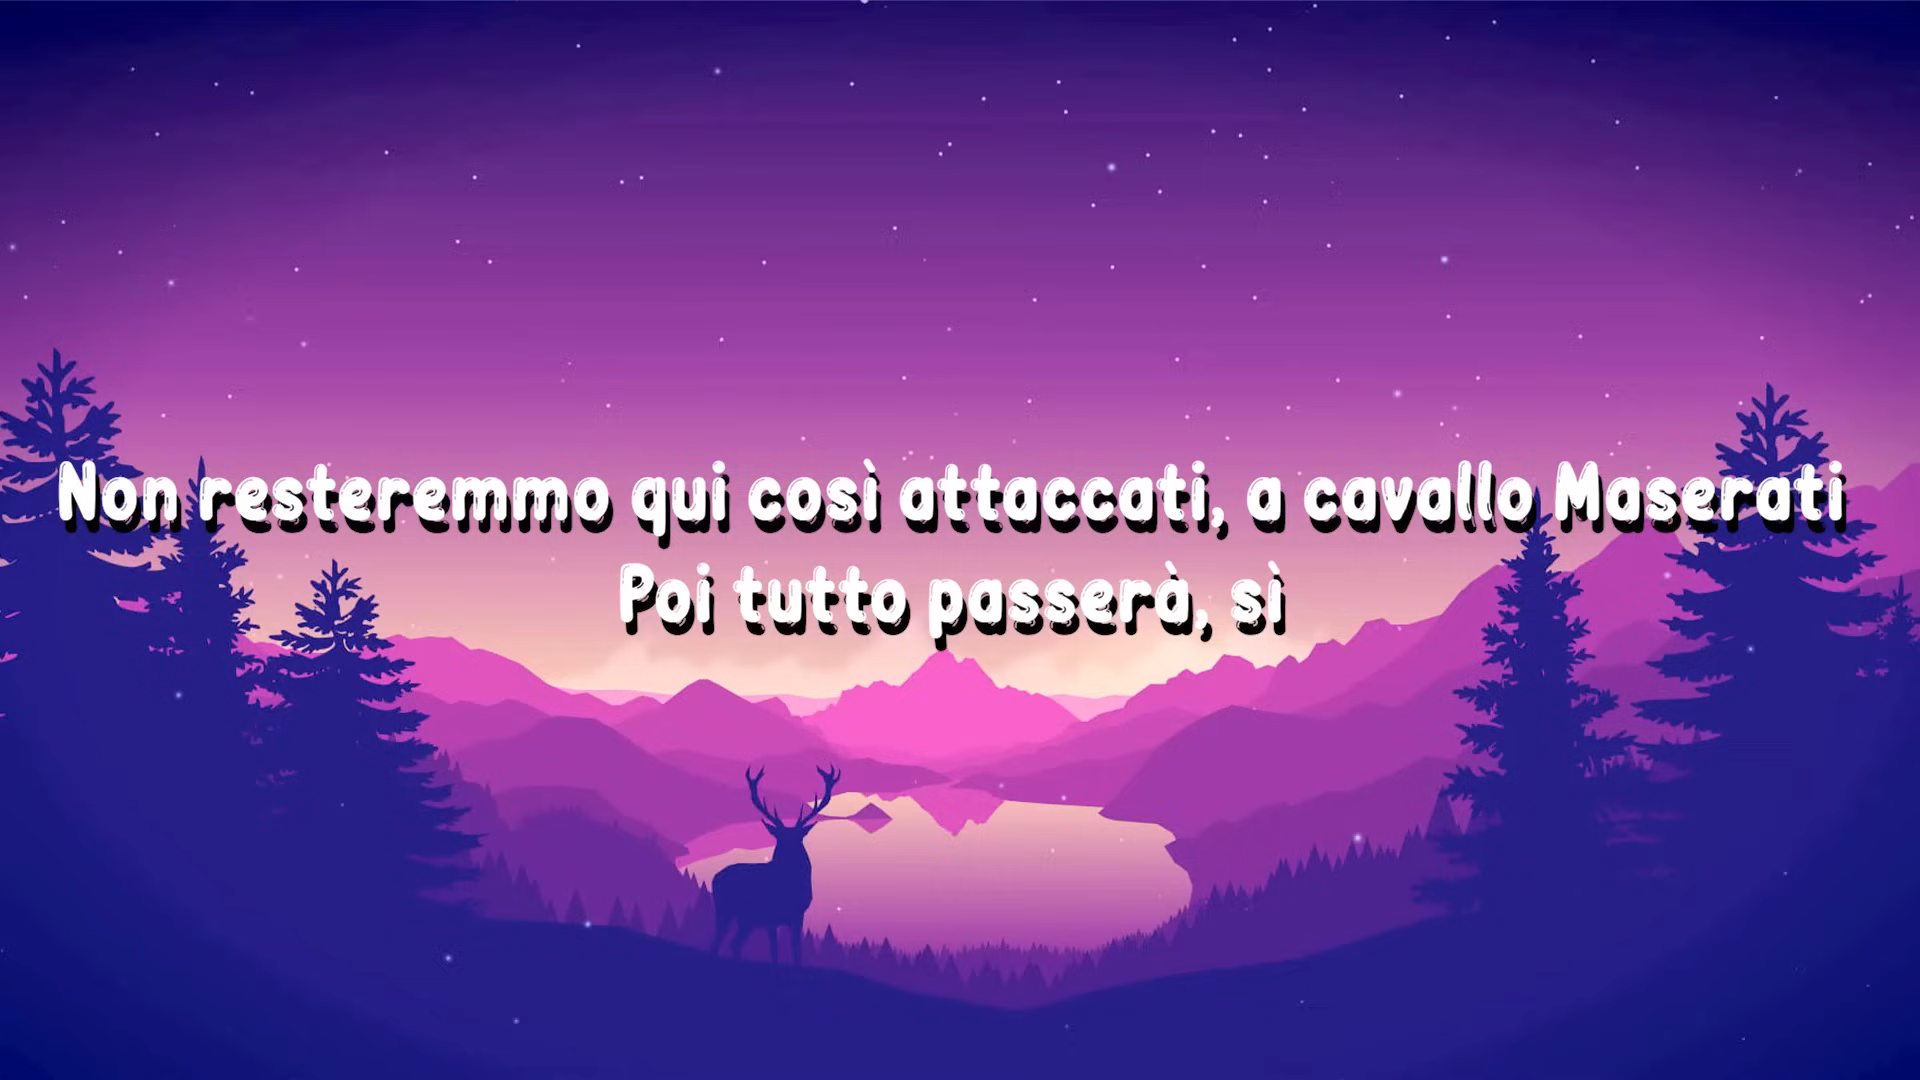 Non resteremmo qui così attaccati, a cavallo Maserati
Poi tutto passerà, sì